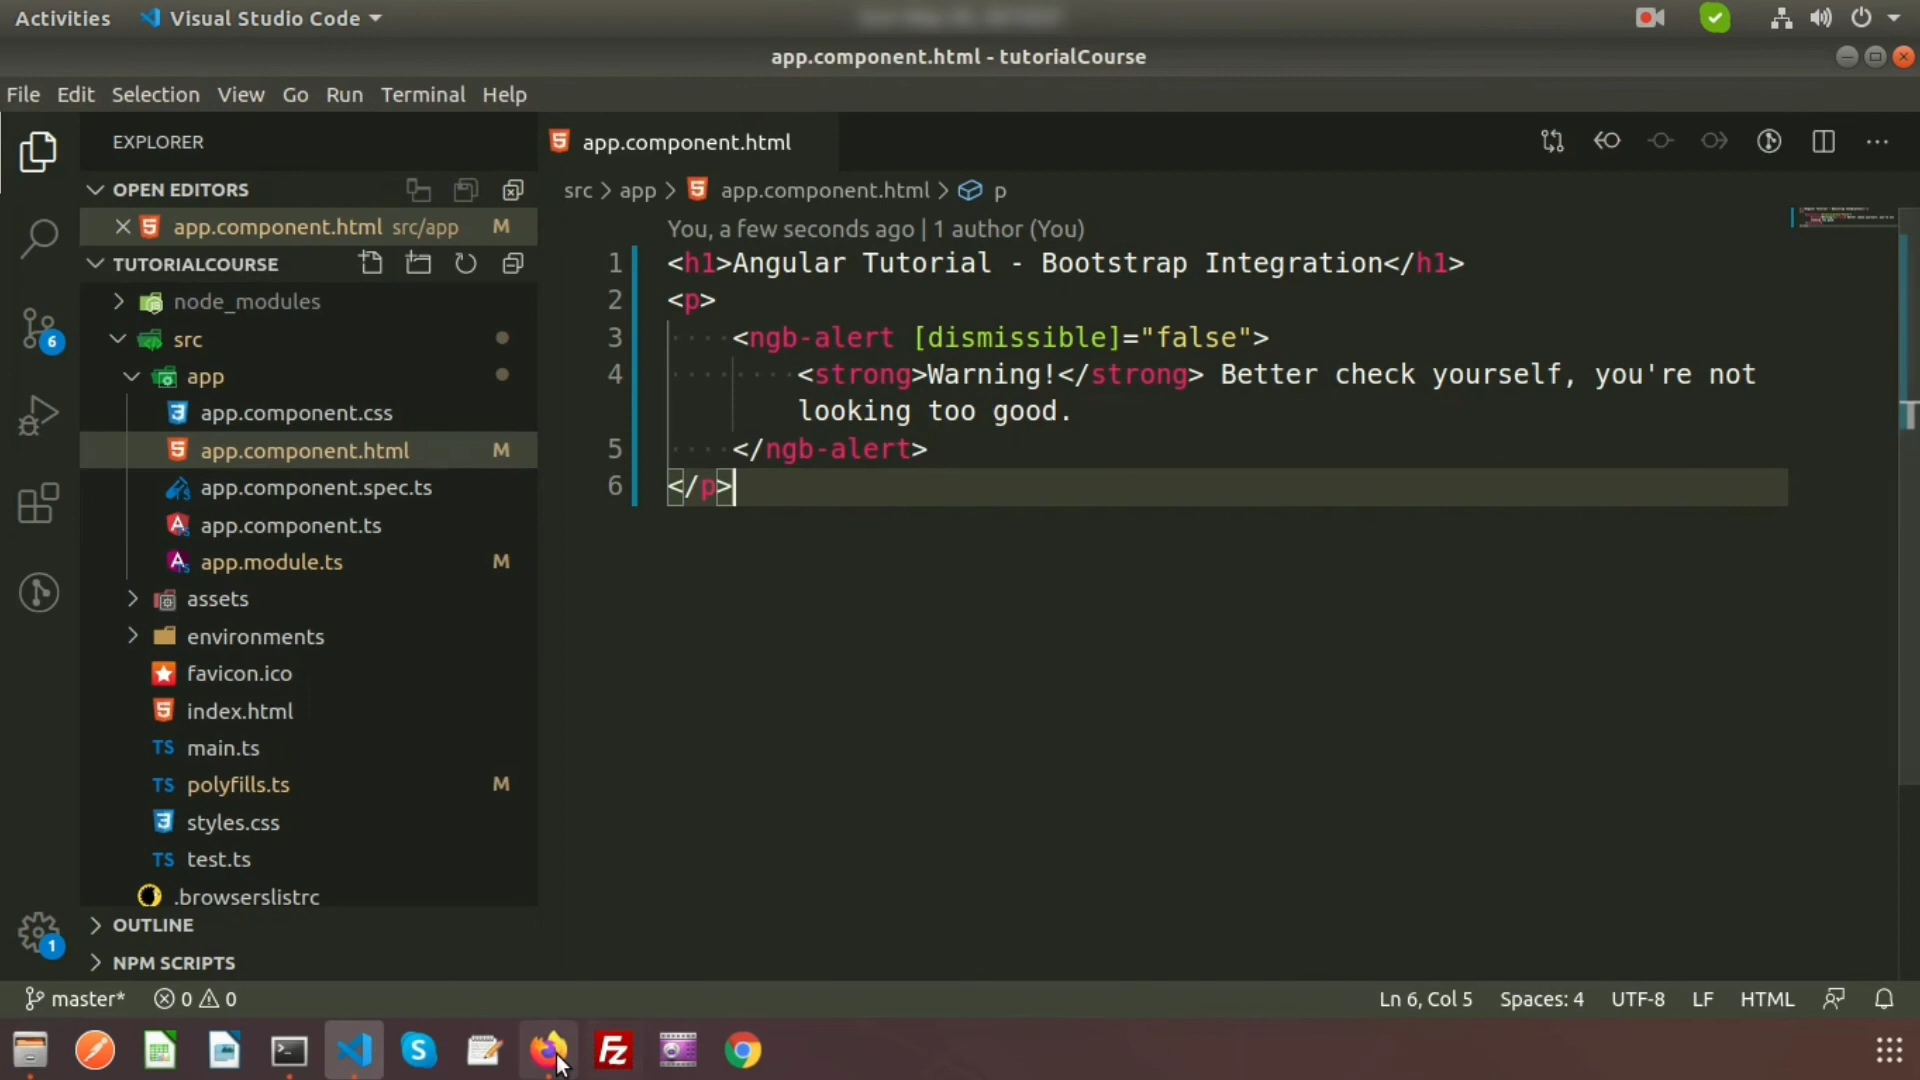 Activities Visual Studio Code
app.component.html - tutorialCourse
File Edit Selection View Go Run Terminal Help
EXPLORER
OPEN EDITORS
app.component.html src/app M
TUTORIALCOURSE
node_modules
src
app
app.component.css
app.component.html M
app.component.spec.ts
app.component.ts
app.module.ts M
assets
environments
favicon.ico
index.html
main.ts
polyfills.ts M
styles.css
test.ts
.browserslistrc
OUTLINE
NPM SCRIPTS
6
1
app.component.html
src > app > app.component.html > p
You, a few seconds ago | 1 author (You)
1 <h1>Angular Tutorial - Bootstrap Integration</h1>
2 <p>
3 <ngb-alert [dismissible]="false">
4 <strong>Warning!</strong> Better check yourself, you're not
looking too good.
5 </ngb-alert>
6 </p>
master* 0 0 Ln 6, Col 5 Spaces: 4 UTF-8 LF HTML